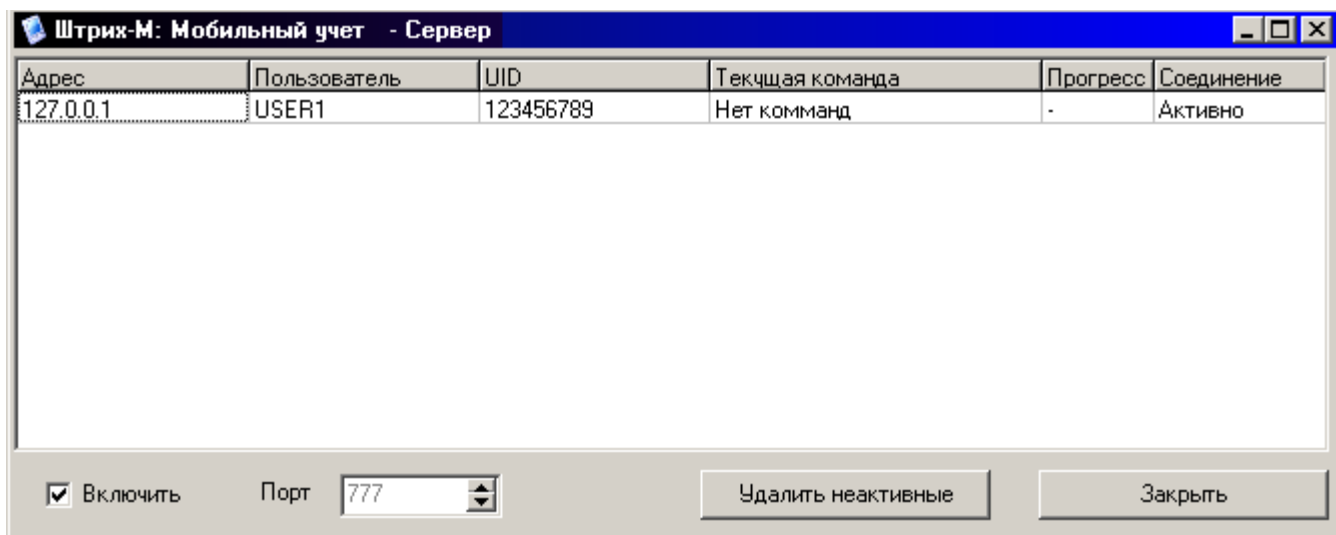 Штрих-М: Мобильный учет - Сервер
Адрес Пользователь UID Текчщая команда Прогресс Соединение
127.0.0.1 USER1 123456789 Нет комманд - Активно
Включить Порт 777 Удалить неактивные Закрыть